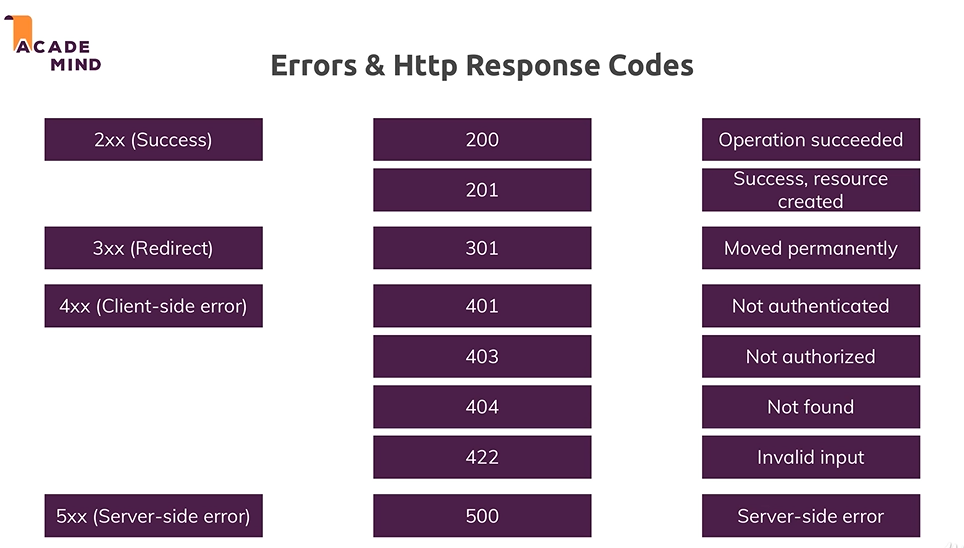 ACADE
MIND
Errors & Http Response Codes
2xx (Success)
200
Operation succeeded
201
Success, resource
created
3xx (Redirect)
301
Moved permanently
4xx (Client-side error)
401
Not authenticated
403
Not authorized
404
Not found
422
Invalid input
5xx (Server-side error)
500
Server-side error